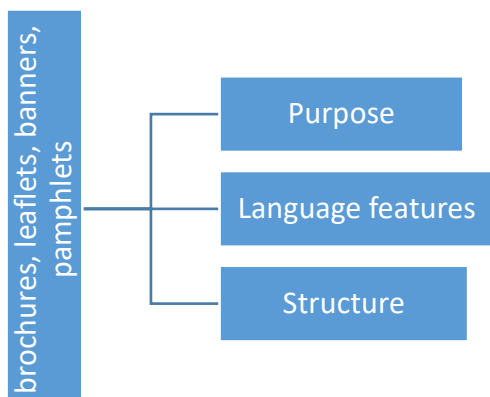 brochures, leaflets, banners,
pamphlets
Purpose
Language features
Structure